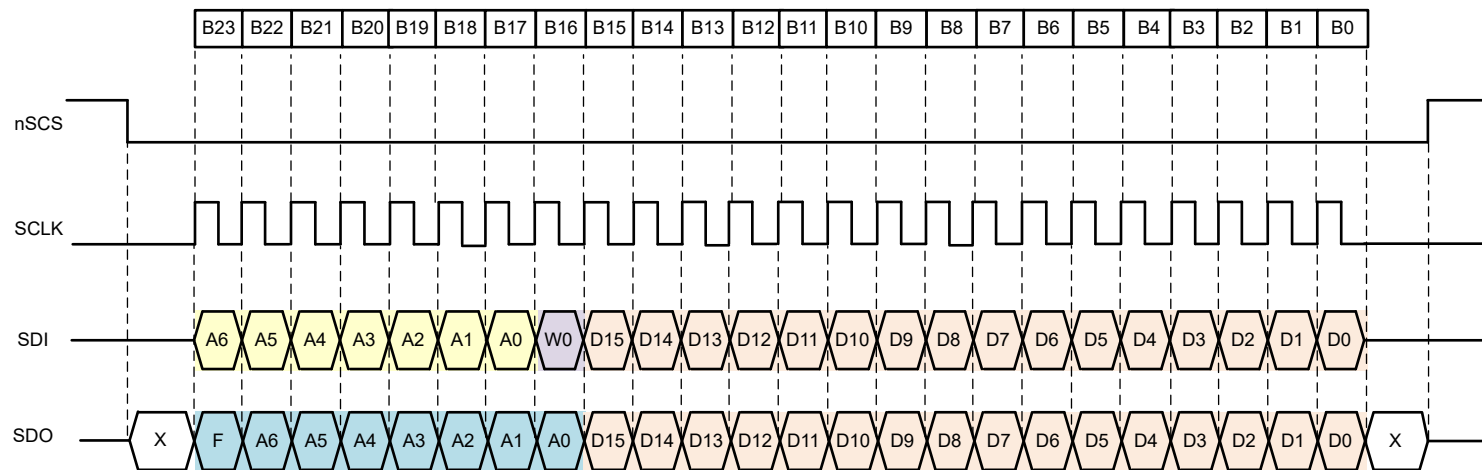 B23 B22 B21 B20 B19 B18 B17 B16 B15 B14 B13 B12 B11 B10 B9 B8 B7 B6 B5 B4 B3 B2 B1 B0
nSCS
SCLK
SDI A6 A5 A4 A3 A2 A1 A0 W0 D15 D14 D13 D12 D11 D10 D9 D8 D7 D6 D5 D4 D3 D2 D1 D0
SDO X F A6 A5 A4 A3 A2 A1 A0 D15 D14 D13 D12 D11 D10 D9 D8 D7 D6 D5 D4 D3 D2 D1 D0 X